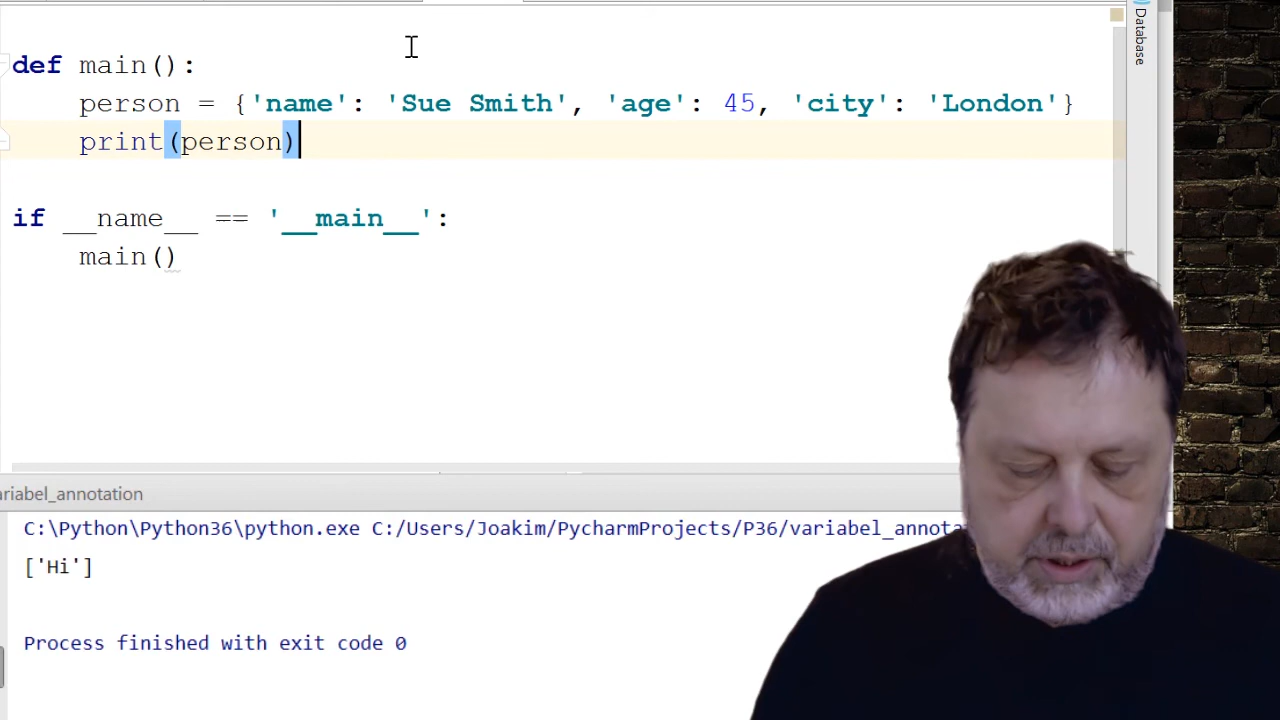 Database
def main():
person = {'name': 'Sue Smith', 'age': 45, 'city': 'London'}
print(person)
if __name__ == '__main__':
main()
ariabel_annotation
C:\Python\Python36\python.exe C:/Users/Joakim/PycharmProjects/P36/variabel_annota
['Hi']
Process finished with exit code 0